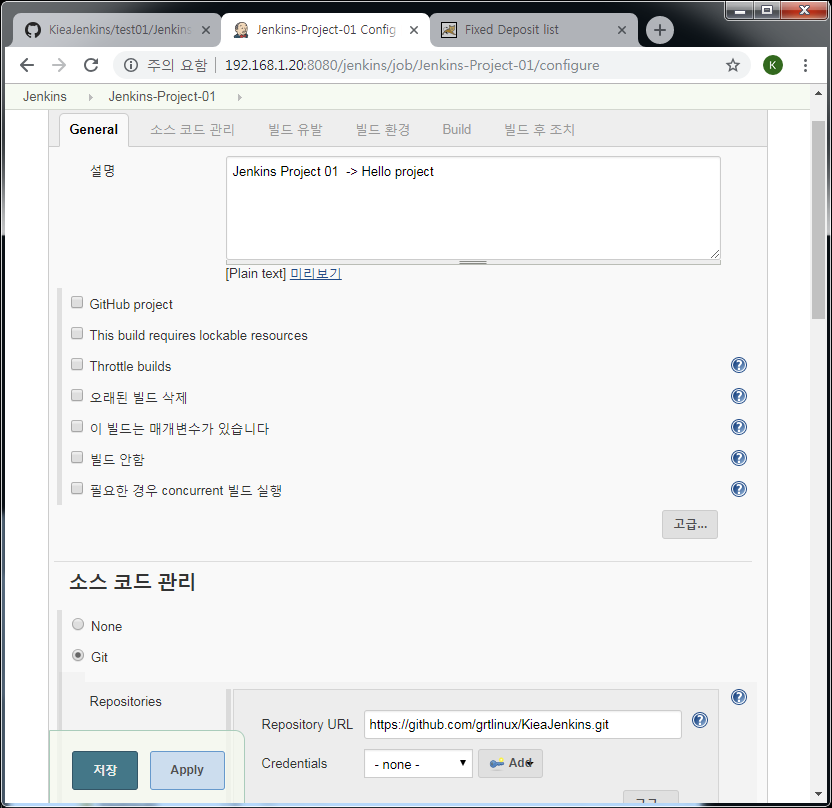 KieaJenkins/test01/Jenkins
Jenkins-Project-01 Config
Fixed Deposit list
주의 요함 192.168.1.20:8080/jenkins/job/Jenkins-Project-01/configure
K
Jenkins
Jenkins-Project-01
General 소스 코드 관리 빌드 유발 빌드 환경 Build 빌드 후 조치
설명
Jenkins Project 01 -> Hello project
[Plain text] 미리보기
GitHub project
This build requires lockable resources
Throttle builds
오래된 빌드 삭제
이 빌드는 매개변수가 있습니다
빌드 안함
필요한 경우 concurrent 빌드 실행
고급...
소스 코드 관리
None
Git
Repositories
Repository URL https://github.com/grtlinux/KieaJenkins.git
Credentials - none - Add
저장 Apply